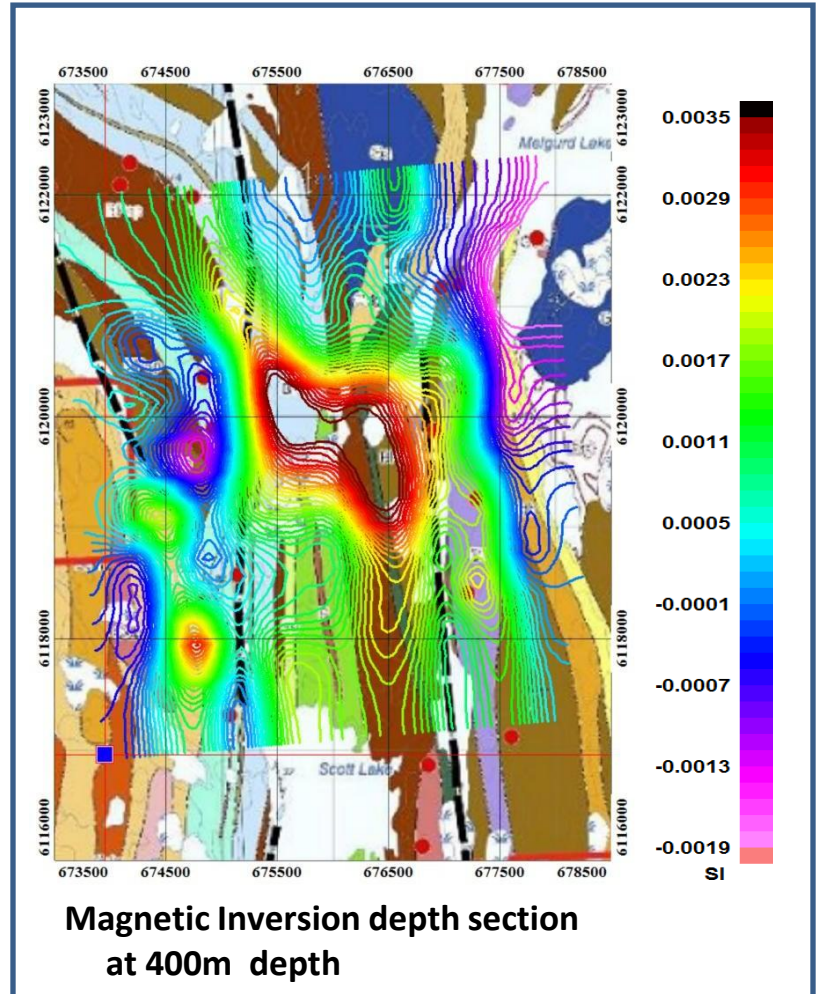 673500 674500 675500 676500 677500 678500
6123000 6123000
Melgurd Lake
6122000 6122000
6120000 6120000
6118000 6118000
Scott Lake
6116000 6116000
673500 674500 675500 676500 677500 678500
0.0035
0.0029
0.0023
0.0017
0.0011
0.0005
-0.0001
-0.0007
-0.0013
-0.0019
SI
Magnetic Inversion depth section
at 400m depth